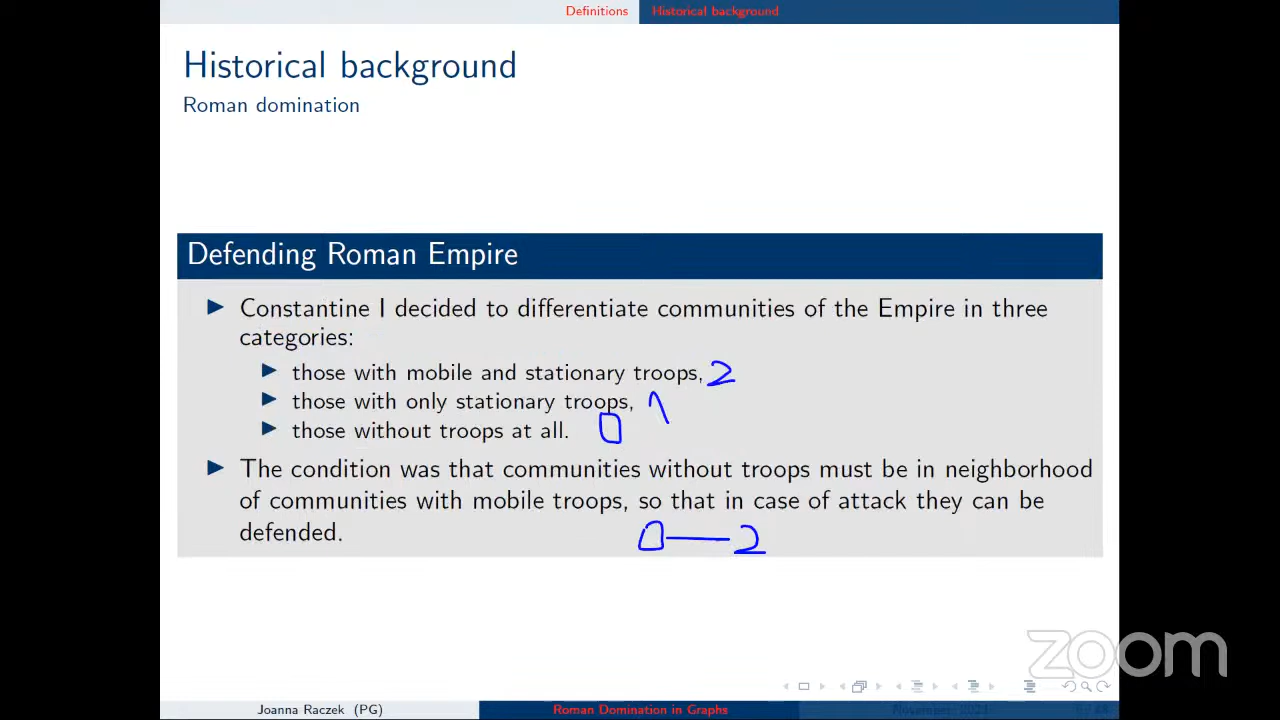 Definitions Historical background
Historical background
Roman domination
Defending Roman Empire
Constantine I decided to differentiate communities of the Empire in three
categories:
those with mobile and stationary troops, 2
those with only stationary troops, 1
those without troops at all. 0
The condition was that communities without troops must be in neighborhood
of communities with mobile troops, so that in case of attack they can be
defended.
0 — 2
zoom
Joanna Raczek (PG) Roman Domination in Graphs